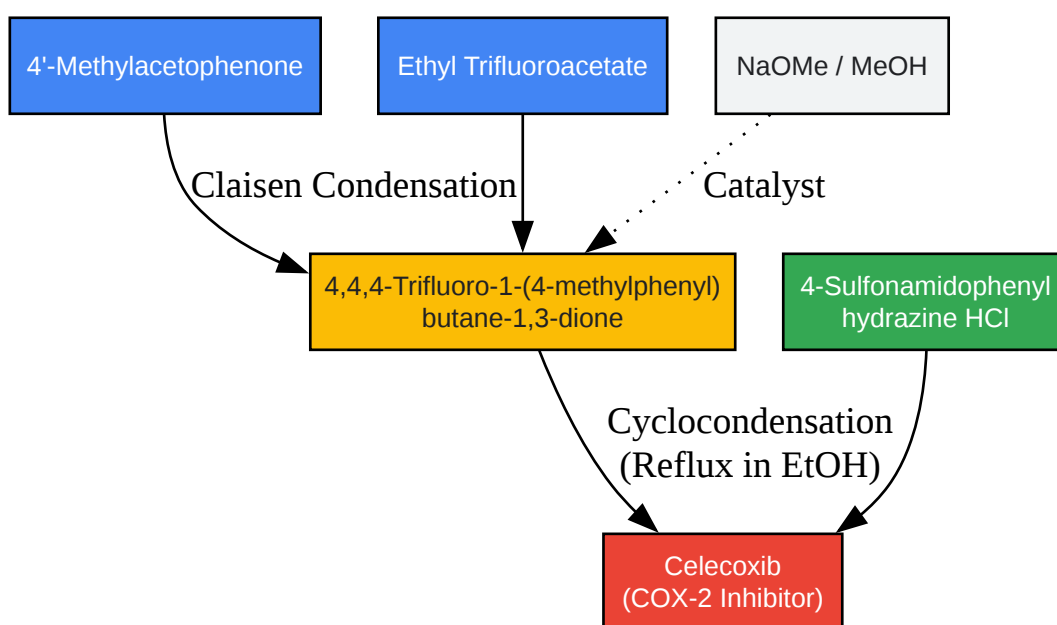 4'-Methylacetophenone
Ethyl Trifluoroacetate
NaOMe / MeOH
Claisen Condensation
Catalyst
4,4,4-Trifluoro-1-(4-methylphenyl)
butane-1,3-dione
4-Sulfonamidophenyl
hydrazine HCl
Cyclocondensation
(Reflux in EtOH)
Celecoxib
(COX-2 Inhibitor)